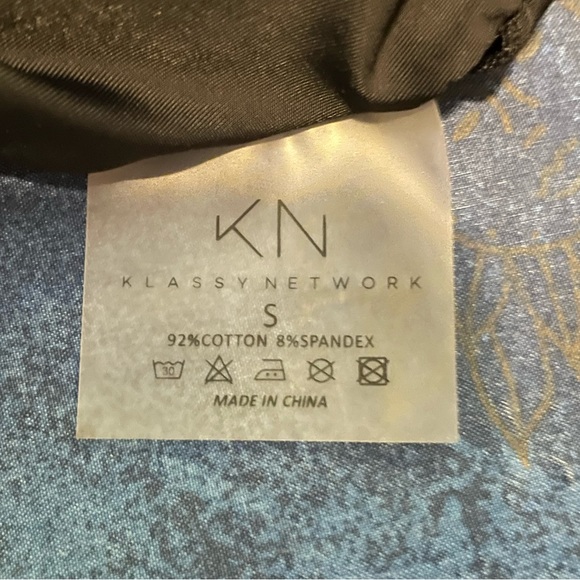 KN
KLASSY NETWORK
S
92%COTTON 8%SPANDEX
30
MADE IN CHINA